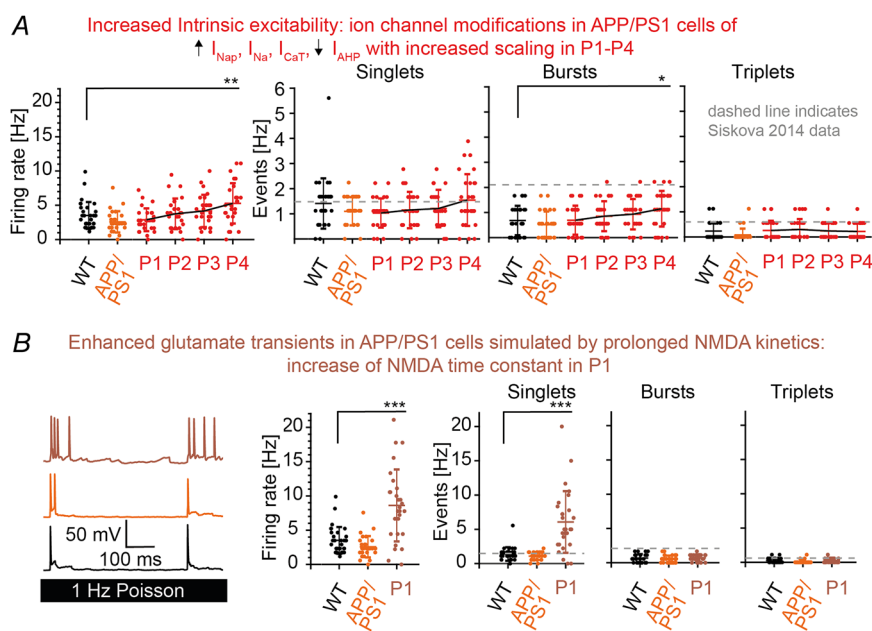 A
Increased Intrinsic excitability: ion channel modifications in APP/PS1 cells of
↑ INap, INa, ICaT, ↓ IAHP with increased scaling in P1-P4
Singlets Bursts Triplets
**
*
dashed line indicates
Siskova 2014 data
Firing rate [Hz]
20
15
10
5
0
Events [Hz]
6
5
4
3
2
1
WT APP/PS1 P1 P2 P3 P4
WT APP/PS1 P1 P2 P3 P4
WT APP/PS1 P1 P2 P3 P4
WT APP/PS1 P1 P2 P3 P4
B
Enhanced glutamate transients in APP/PS1 cells simulated by prolonged NMDA kinetics:
increase of NMDA time constant in P1
Singlets Bursts Triplets
***
***
50 mV
100 ms
1 Hz Poisson
Firing rate [Hz]
20
15
10
5
0
Events [Hz]
20
15
10
5
0
WT APP/PS1 P1
WT APP/PS1 P1
WT APP/PS1 P1
WT APP/PS1 P1